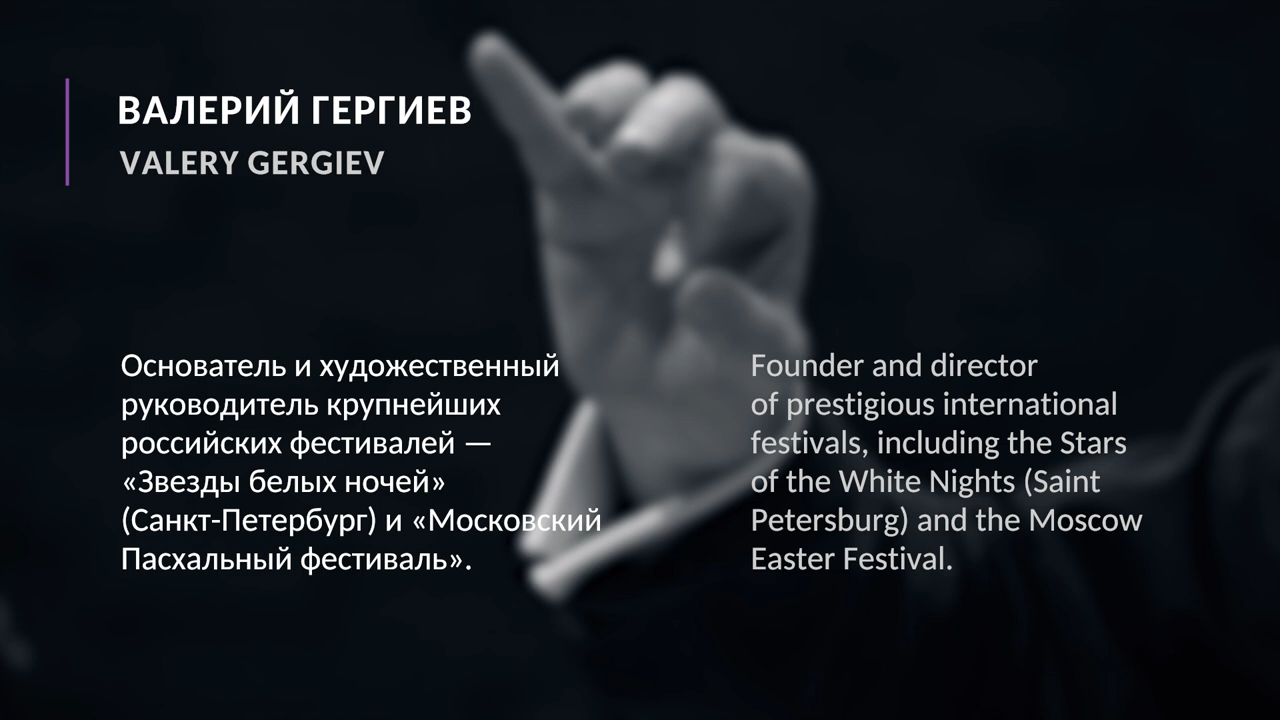 ВАЛЕРИЙ ГЕРГИЕВ
VALERY GERGIEV
Основатель и художественный
руководитель крупнейших
российских фестивалей —
«Звезды белых ночей»
(Санкт-Петербург) и «Московский
Пасхальный фестиваль».
Founder and director
of prestigious international
festivals, including the Stars
of the White Nights (Saint
Petersburg) and the Moscow
Easter Festival.